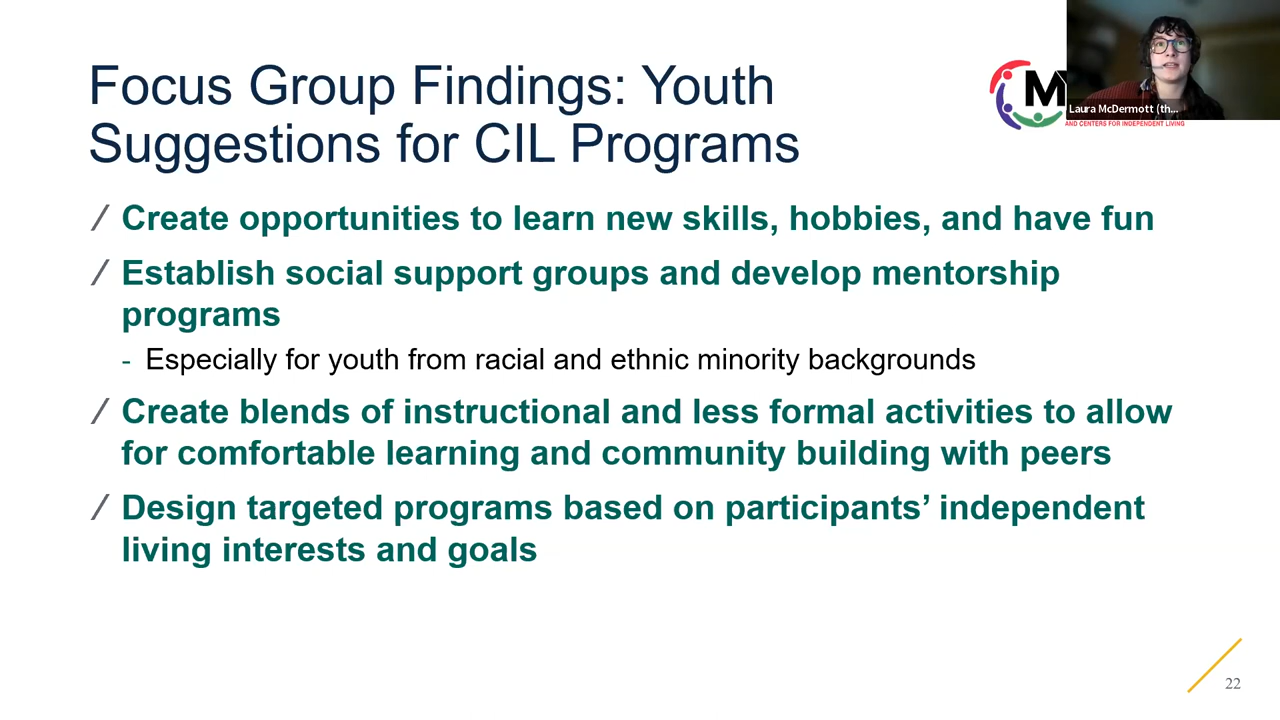 Focus Group Findings: Youth
Suggestions for CIL Programs
M
Laura McDermott (th...
AND CENTERS FOR INDEPENDENT LIVING
/ Create opportunities to learn new skills, hobbies, and have fun
/ Establish social support groups and develop mentorship
programs
- Especially for youth from racial and ethnic minority backgrounds
/ Create blends of instructional and less formal activities to allow
for comfortable learning and community building with peers
/ Design targeted programs based on participants’ independent
living interests and goals
22